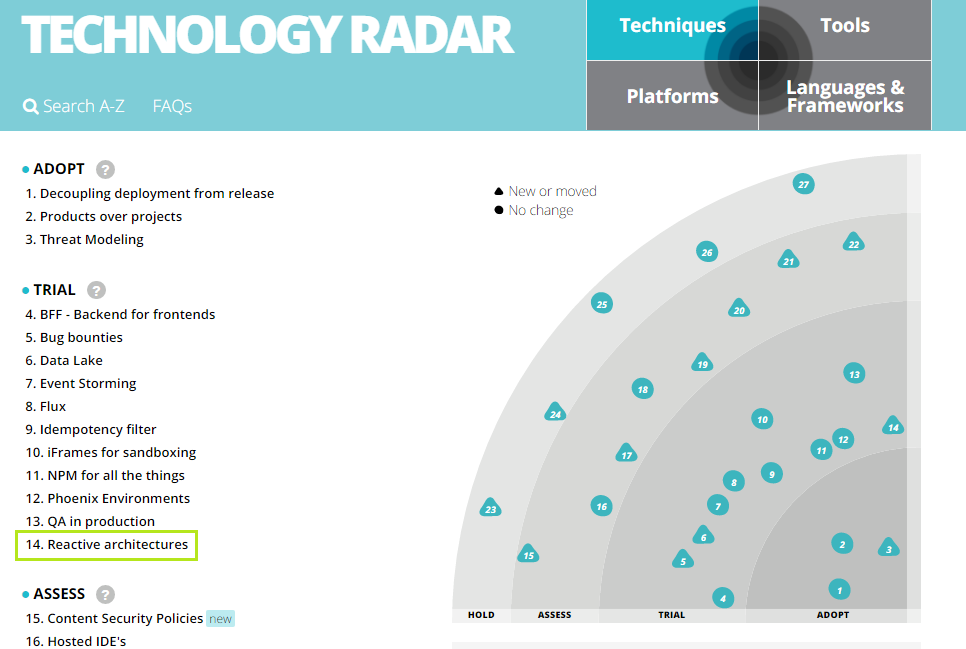 TECHNOLOGY RADAR
Search A-Z FAQs
Techniques
Tools
Platforms
Languages &
Frameworks
ADOPT ?
1. Decoupling deployment from release
2. Products over projects
3. Threat Modeling
TRIAL ?
4. BFF - Backend for frontends
5. Bug bounties
6. Data Lake
7. Event Storming
8. Flux
9. Idempotency filter
10. iFrames for sandboxing
11. NPM for all the things
12. Phoenix Environments
13. QA in production
14. Reactive architectures
ASSESS ?
15. Content Security Policies new
16. Hosted IDE's
New or moved
No change
27
26
22
21
25
20
19
13
18
24
10
14
12
11
17
9
8
16
7
23
6
2
3
15
5
1
4
HOLD ASSESS TRIAL ADOPT